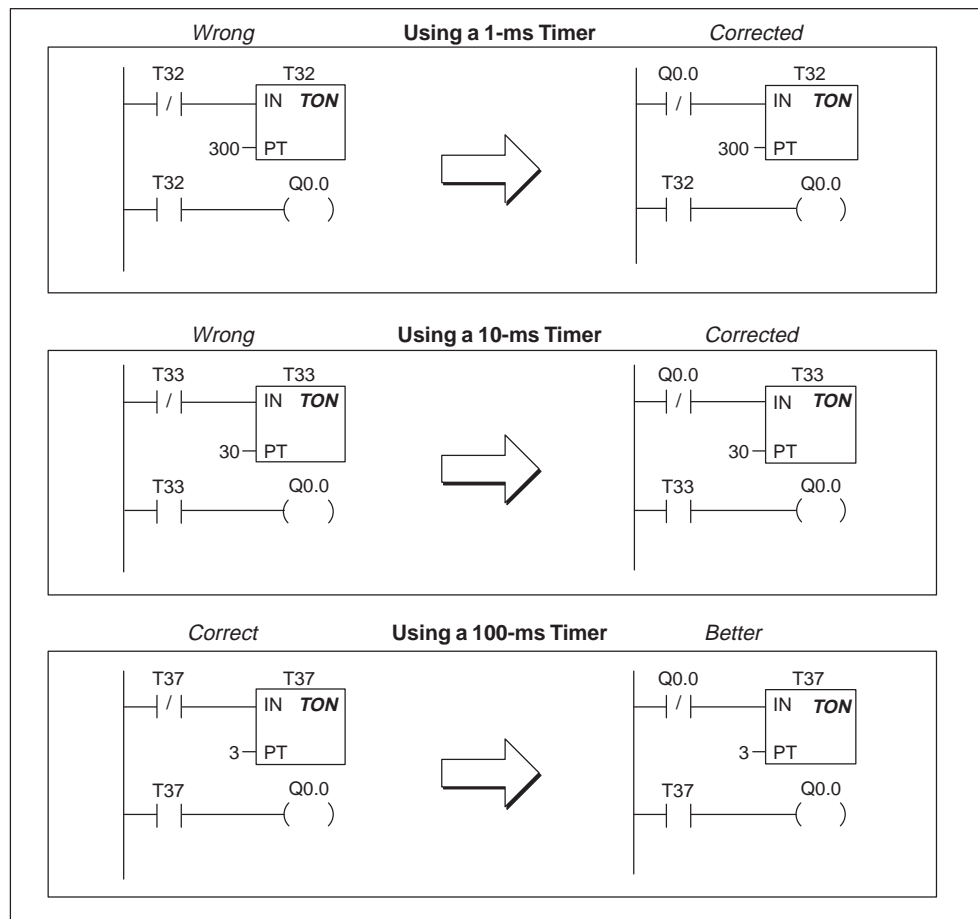 Wrong Using a 1-ms Timer Corrected
T32 T32 Q0.0 T32
/ IN TON / IN TON
300 PT 300 PT
T32 Q0.0 T32 Q0.0
Wrong Using a 10-ms Timer Corrected
T33 T33 Q0.0 T33
/ IN TON / IN TON
30 PT 30 PT
T33 Q0.0 T33 Q0.0
Correct Using a 100-ms Timer Better
T37 T37 Q0.0 T37
/ IN TON / IN TON
3 PT 3 PT
T37 Q0.0 T37 Q0.0